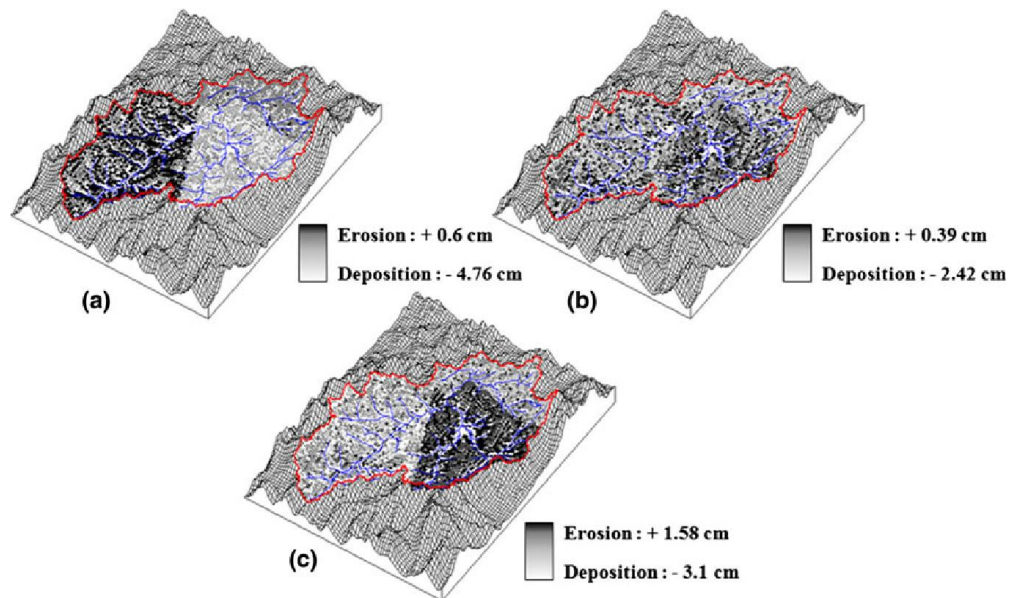 Erosion : + 0.6 cm
Deposition : - 4.76 cm
(a)
Erosion : + 0.39 cm
Deposition : - 2.42 cm
(b)
Erosion : + 1.58 cm
Deposition : - 3.1 cm
(c)